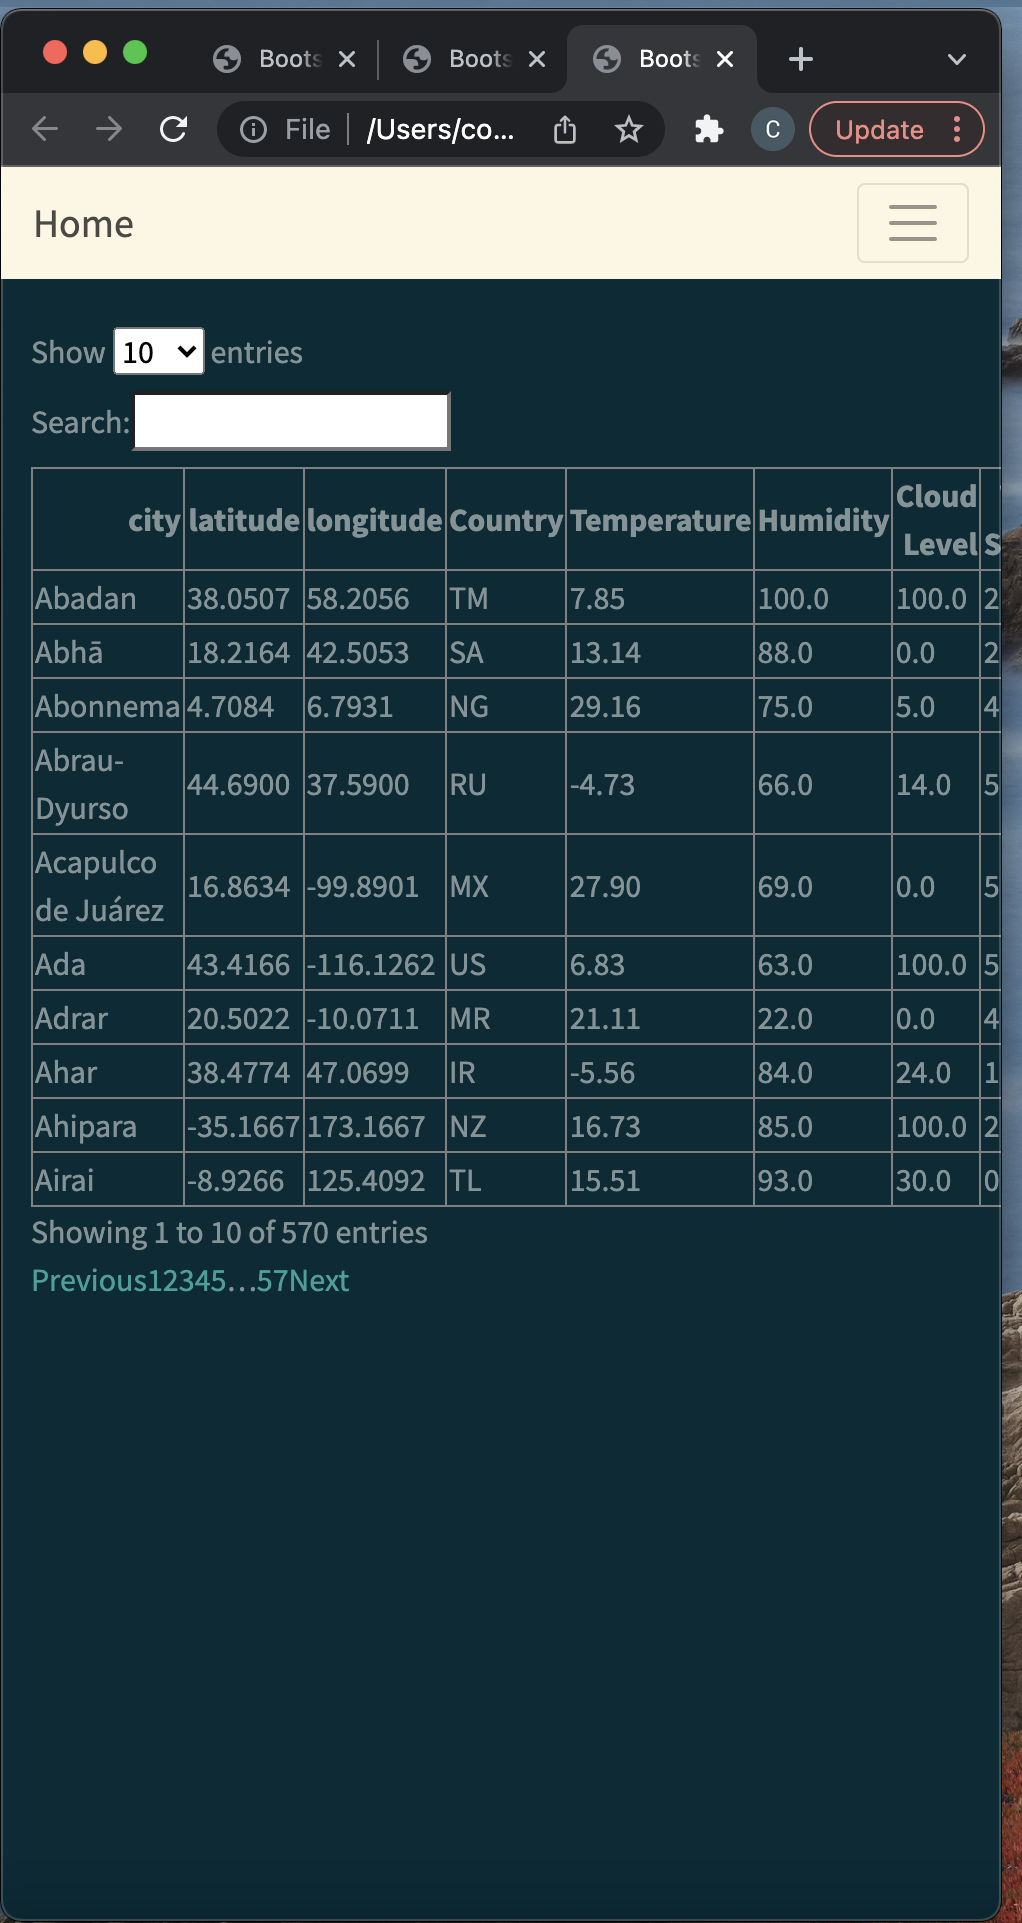 Boots Boots Boots
File /Users/co... C Update
Home
Show 10 entries
Search:
city latitude longitude Country Temperature Humidity Cloud Level S
Abadan 38.0507 58.2056 TM 7.85 100.0 100.0 2
Abhā 18.2164 42.5053 SA 13.14 88.0 0.0 2
Abonnema 4.7084 6.7931 NG 29.16 75.0 5.0 4
Abrau-Dyurso 44.6900 37.5900 RU -4.73 66.0 14.0 5
Acapulco de Juárez 16.8634 -99.8901 MX 27.90 69.0 0.0 5
Ada 43.4166 -116.1262 US 6.83 63.0 100.0 5
Adrar 20.5022 -10.0711 MR 21.11 22.0 0.0 4
Ahar 38.4774 47.0699 IR -5.56 84.0 24.0 1
Ahipara -35.1667 173.1667 NZ 16.73 85.0 100.0 2
Airai -8.9266 125.4092 TL 15.51 93.0 30.0 0
Showing 1 to 10 of 570 entries
Previous12345…57Next